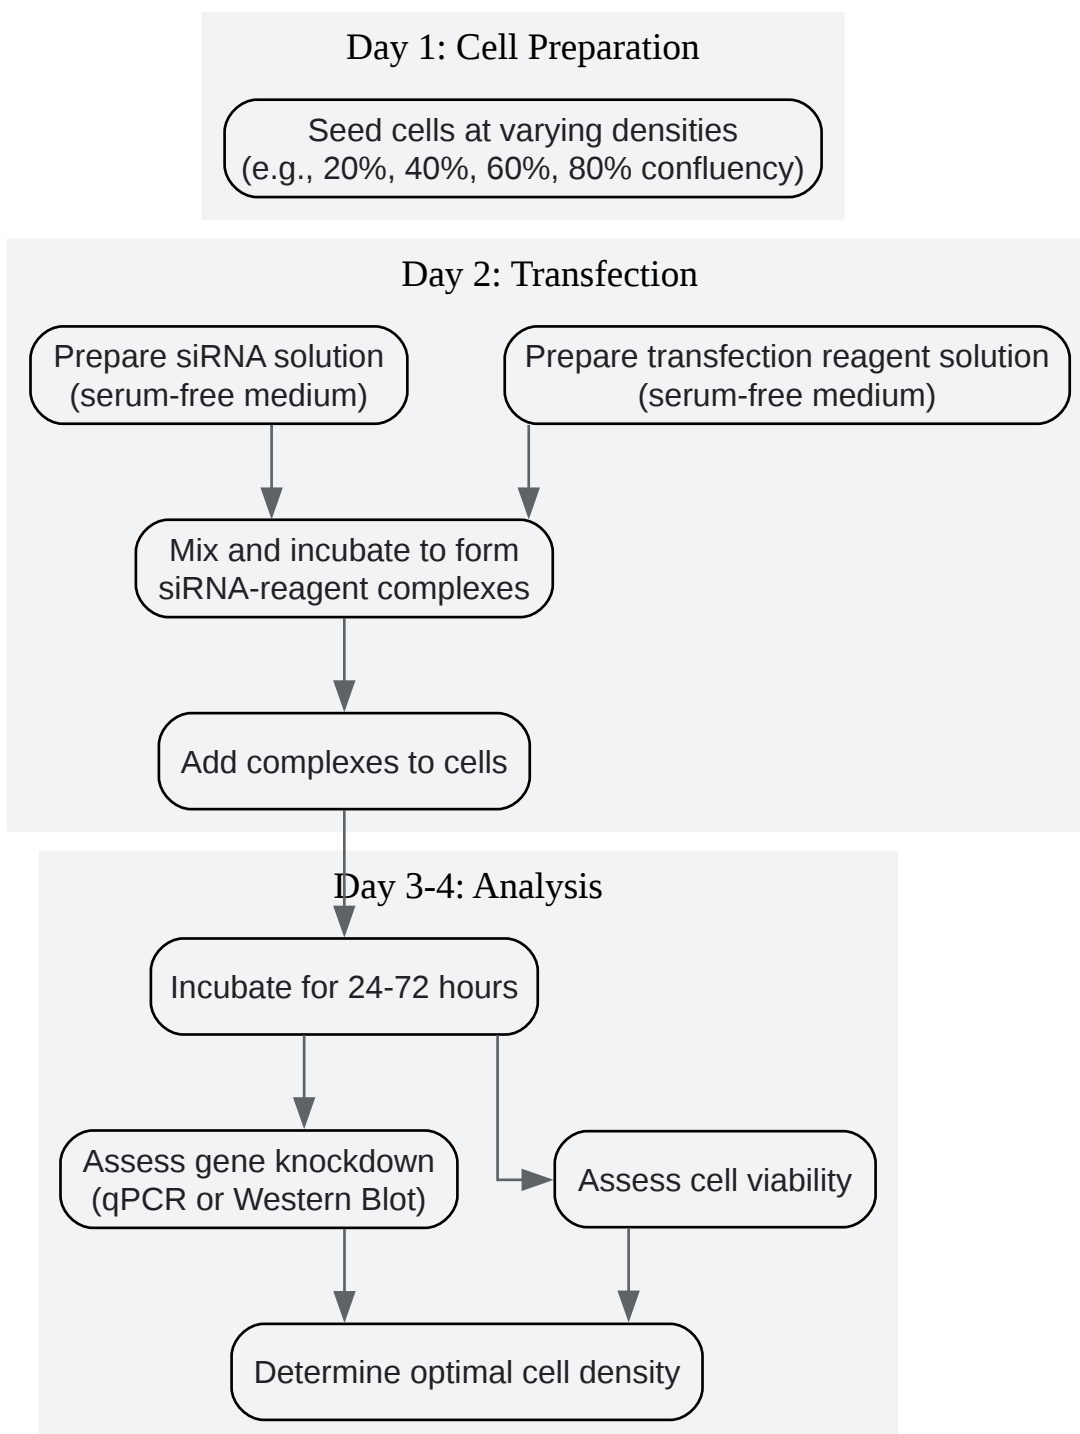 Day 1: Cell Preparation
Seed cells at varying densities
(e.g., 20%, 40%, 60%, 80% confluency)
Day 2: Transfection
Prepare siRNA solution
(serum-free medium)
Prepare transfection reagent solution
(serum-free medium)
Mix and incubate to form
siRNA-reagent complexes
Add complexes to cells
Day 3-4: Analysis
Incubate for 24-72 hours
Assess gene knockdown
(qPCR or Western Blot)
Assess cell viability
Determine optimal cell density